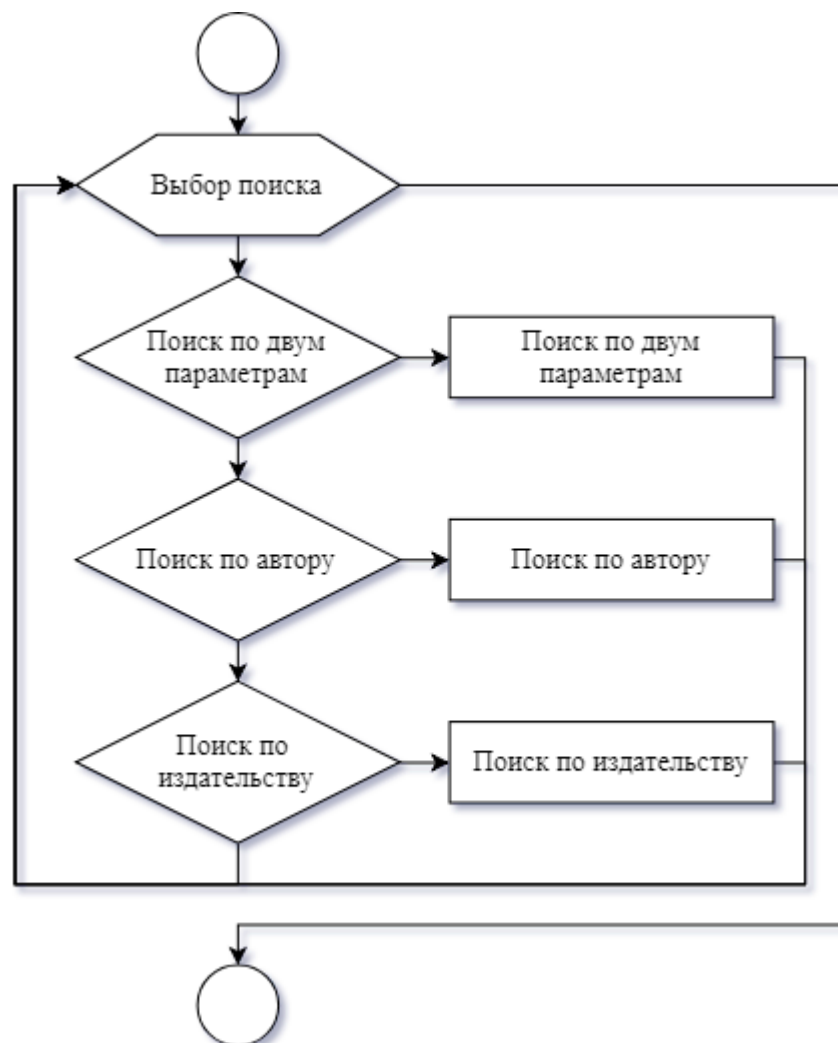 Выбор поиска
Поиск по двум
параметрам
Поиск по двум
параметрам
Поиск по автору
Поиск по автору
Поиск по
издательству
Поиск по издательству